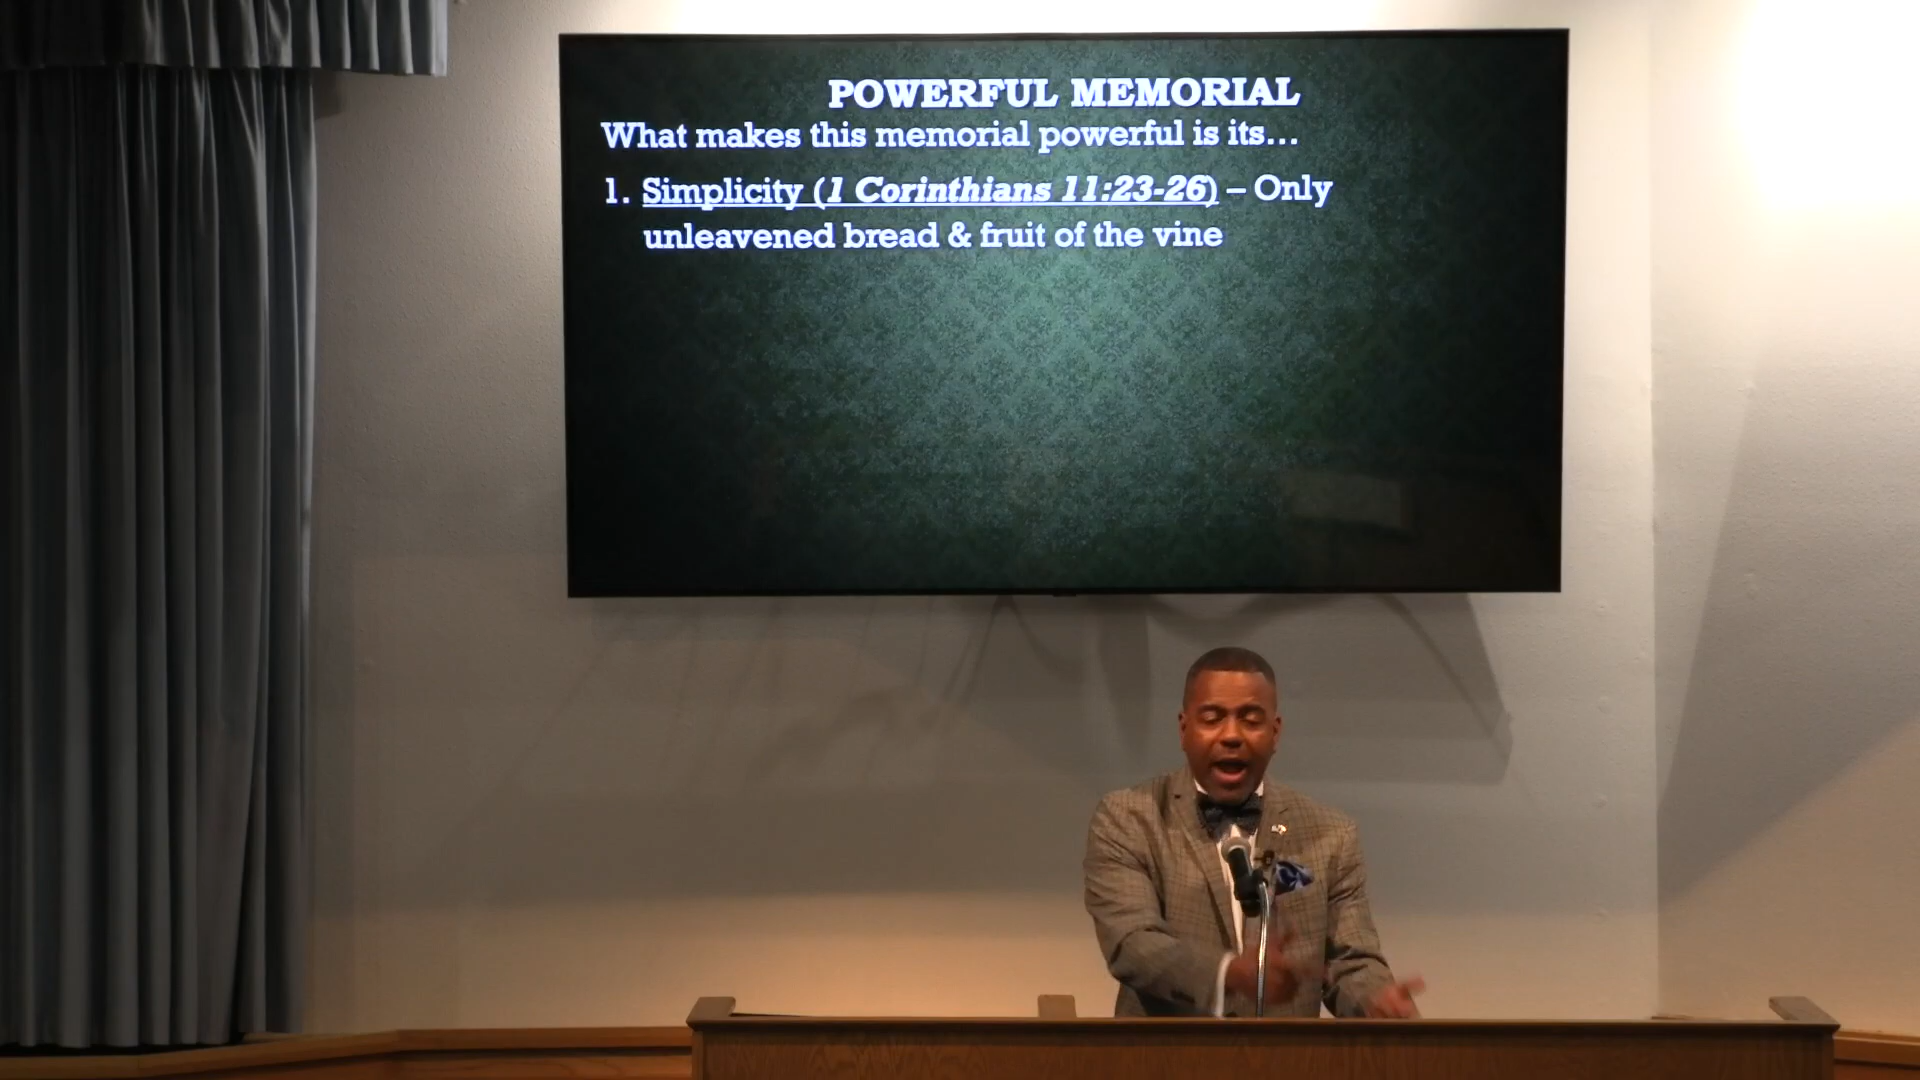 POWERFUL MEMORIAL
What makes this memorial powerful is its...
1. Simplicity (1 Corinthians 11:23-26) – Only
unleavened bread & fruit of the vine